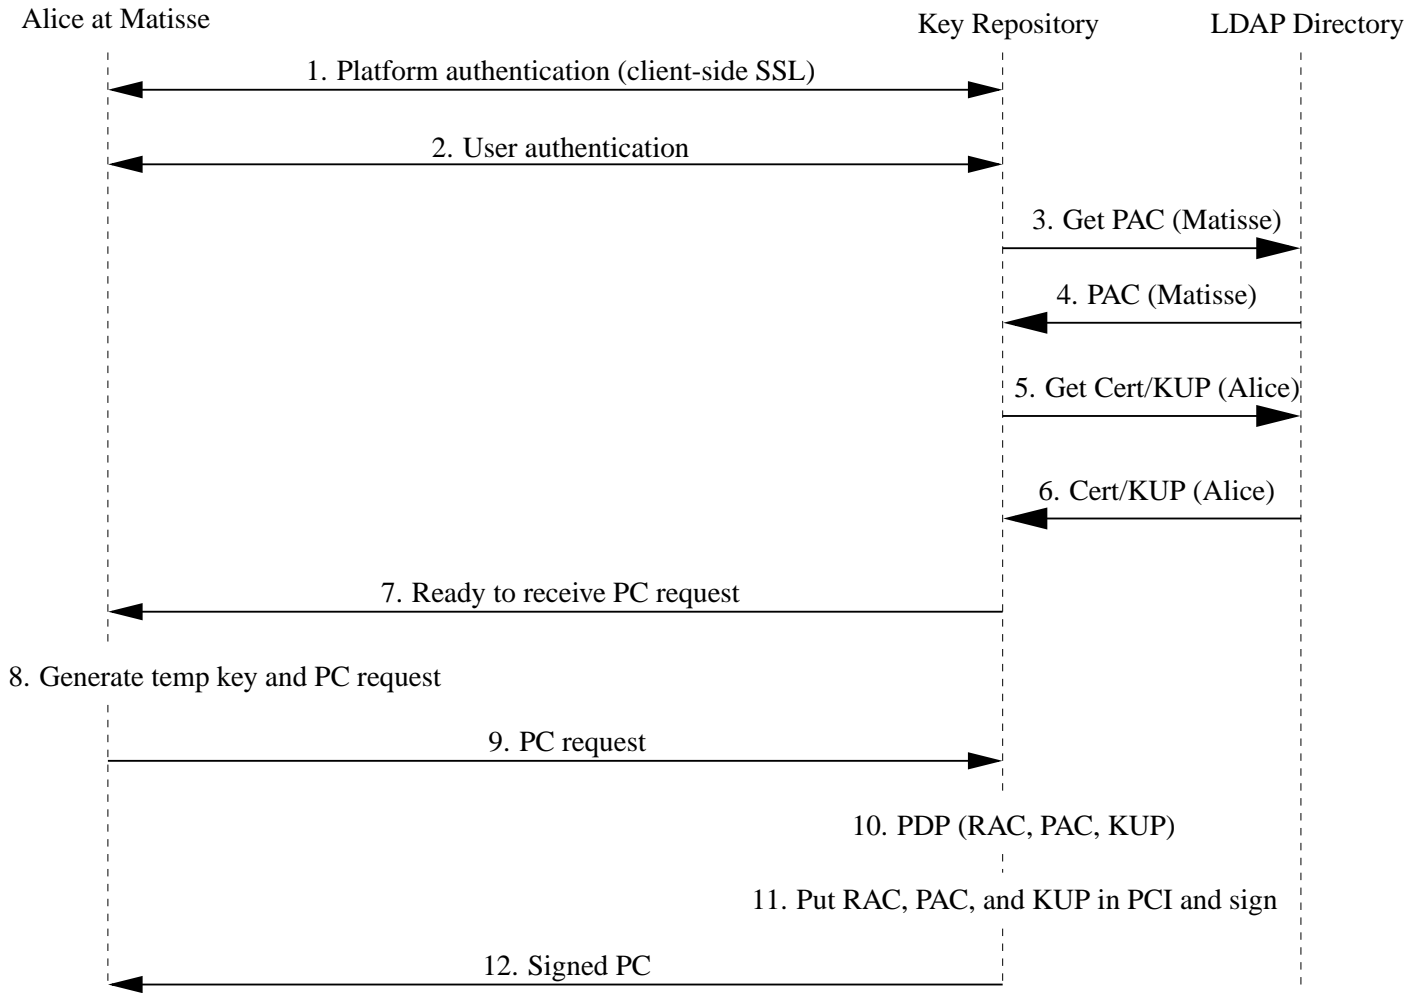 Alice at Matisse
Key Repository
LDAP Directory
1. Platform authentication (client-side SSL)
2. User authentication
3. Get PAC (Matisse)
4. PAC (Matisse)
5. Get Cert/KUP (Alice)
6. Cert/KUP (Alice)
7. Ready to receive PC request
8. Generate temp key and PC request
9. PC request
10. PDP (RAC, PAC, KUP)
11. Put RAC, PAC, and KUP in PCI and sign
12. Signed PC